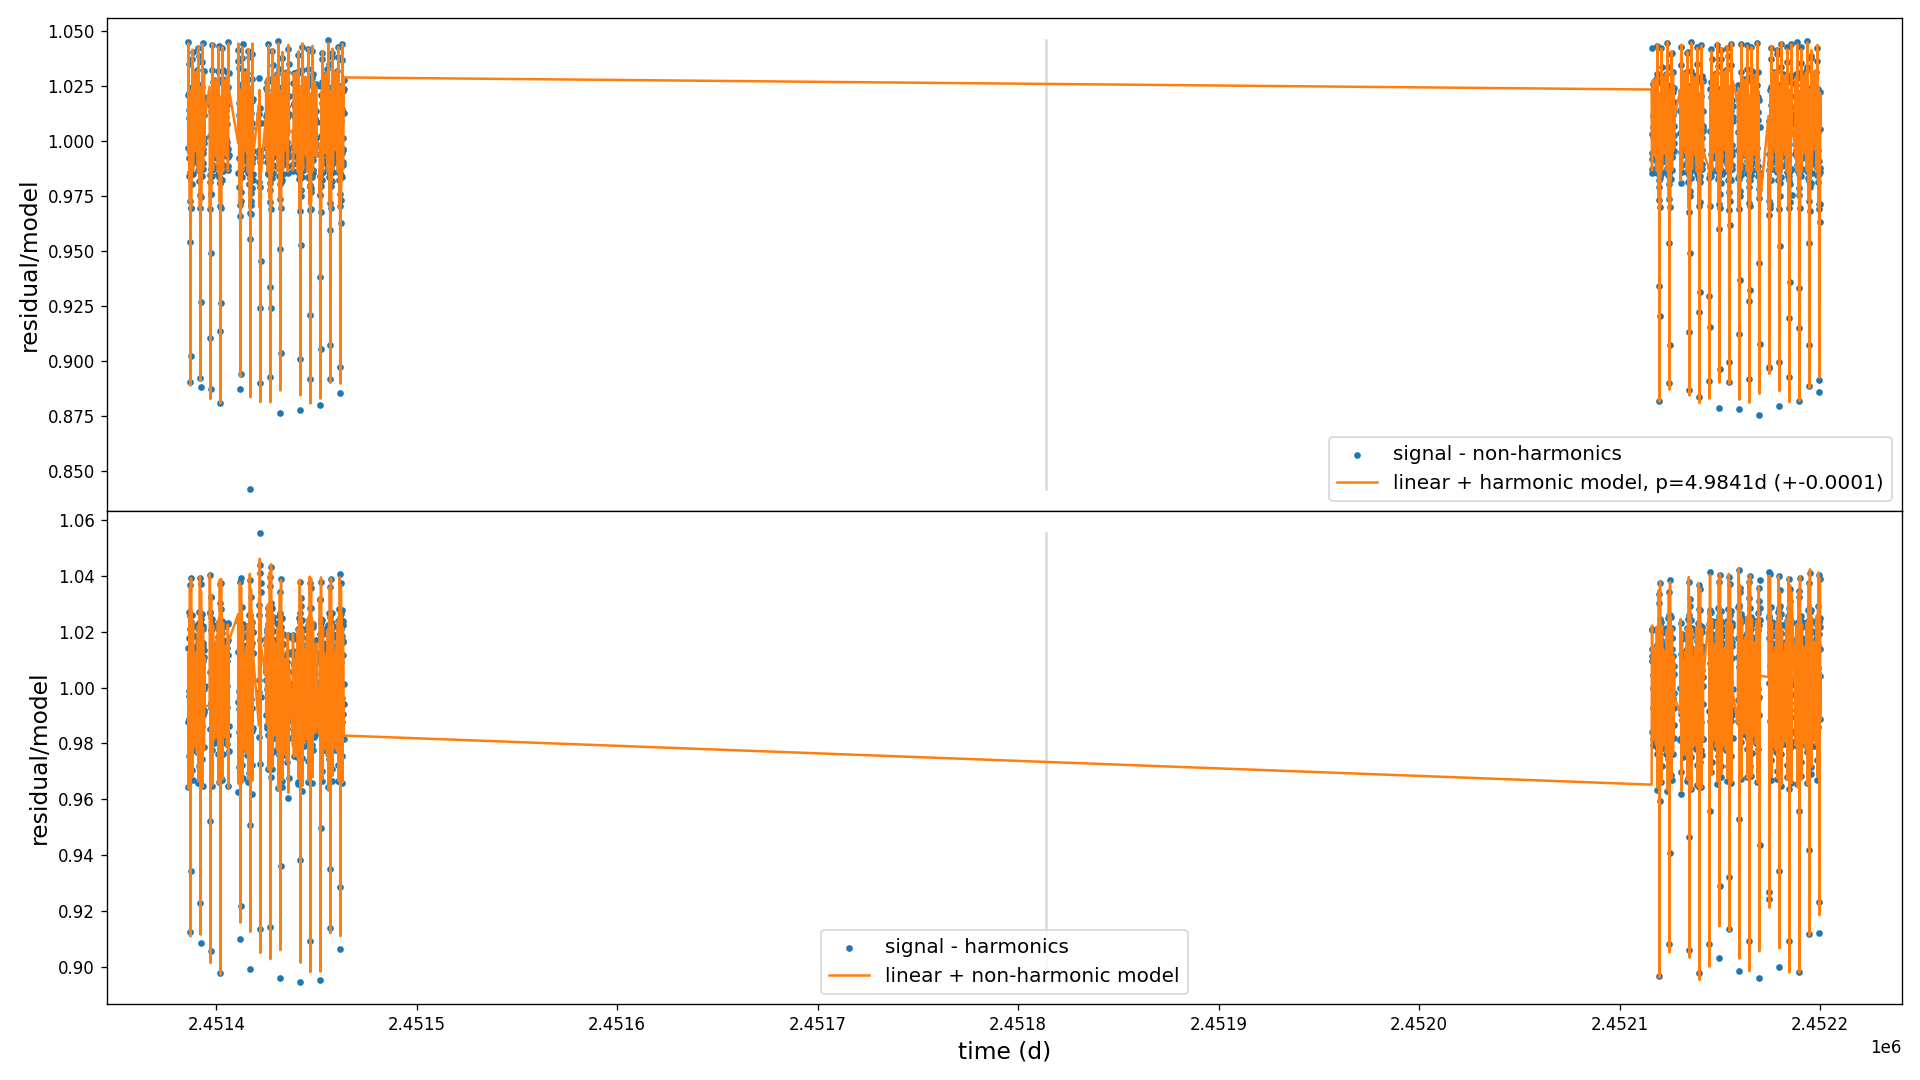 1.050
1.025
1.000
0.975
0.950
0.925
0.900
0.875
0.850
residual/model
signal - non-harmonics
linear + harmonic model, p=4.9841d (+-0.0001)
1.06
1.04
1.02
1.00
0.98
0.96
0.94
0.92
0.90
residual/model
signal - harmonics
linear + non-harmonic model
2.4514 2.4515 2.4516 2.4517 2.4518 2.4519 2.4520 2.4521 2.4522
1e6
time (d)